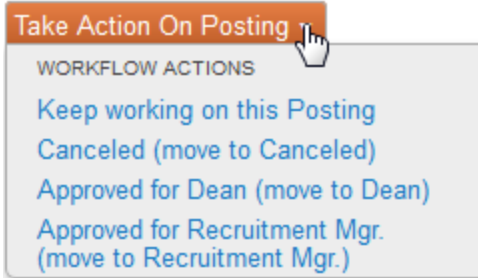 Take Action On Posting
WORKFLOW ACTIONS
Keep working on this Posting
Canceled (move to Canceled)
Approved for Dean (move to Dean)
Approved for Recruitment Mgr.
(move to Recruitment Mgr.)